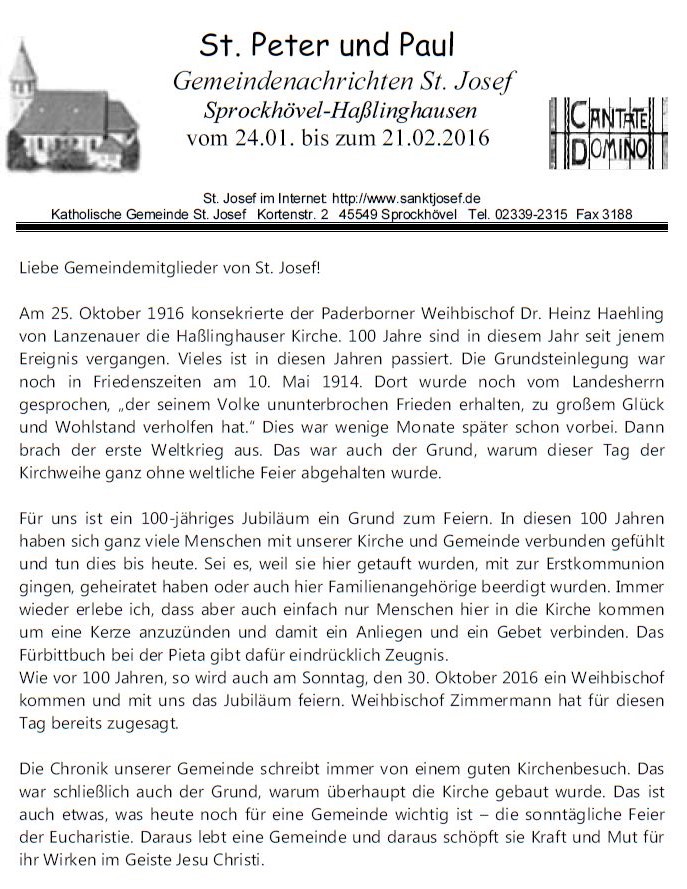 St. Peter und Paul
Gemeindenachrichten St. Josef
Sprockhövel-Haßlinghausen
vom 24.01. bis zum 21.02.2016
CANTATE
DOMINO
St. Josef im Internet: http://www.sanktjosef.de
Katholische Gemeinde St. Josef Kortenstr. 2 45549 Sprockhövel Tel. 02339-2315 Fax 3188
Liebe Gemeindemitglieder von St. Josef!
Am 25. Oktober 1916 konsekrierte der Paderborner Weihbischof Dr. Heinz Haehling
von Lanzenauer die Haßlinghauser Kirche. 100 Jahre sind in diesem Jahr seit jenem
Ereignis vergangen. Vieles ist in diesen Jahren passiert. Die Grundsteinlegung war
noch in Friedenszeiten am 10. Mai 1914. Dort wurde noch vom Landesherrn
gesprochen, „der seinem Volke ununterbrochen Frieden erhalten, zu großem Glück
und Wohlstand verholfen hat.“ Dies war wenige Monate später schon vorbei. Dann
brach der erste Weltkrieg aus. Das war auch der Grund, warum dieser Tag der
Kirchweihe ganz ohne weltliche Feier abgehalten wurde.
Für uns ist ein 100-jähriges Jubiläum ein Grund zum Feiern. In diesen 100 Jahren
haben sich ganz viele Menschen mit unserer Kirche und Gemeinde verbunden gefühlt
und tun dies bis heute. Sei es, weil sie hier getauft wurden, mit zur Erstkommunion
gingen, geheiratet haben oder auch hier Familienangehörige beerdigt wurden. Immer
wieder erlebe ich, dass aber auch einfach nur Menschen hier in die Kirche kommen
um eine Kerze anzuzünden und damit ein Anliegen und ein Gebet verbinden. Das
Fürbittbuch bei der Pieta gibt dafür eindrücklich Zeugnis.
Wie vor 100 Jahren, so wird auch am Sonntag, den 30. Oktober 2016 ein Weihbischof
kommen und mit uns das Jubiläum feiern. Weihbischof Zimmermann hat für diesen
Tag bereits zugesagt.
Die Chronik unserer Gemeinde schreibt immer von einem guten Kirchenbesuch. Das
war schließlich auch der Grund, warum überhaupt die Kirche gebaut wurde. Das ist
auch etwas, was heute noch für eine Gemeinde wichtig ist – die sonntägliche Feier
der Eucharistie. Daraus lebt eine Gemeinde und daraus schöpft sie Kraft und Mut für
ihr Wirken im Geiste Jesu Christi.